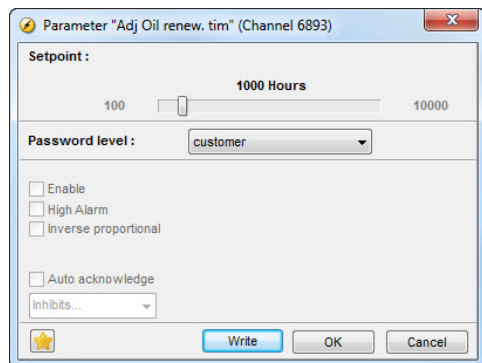 Parameter "Adj Oil renew. tim" (Channel 6893)
Setpoint :
1000 Hours
100 10000
Password level : customer
Enable
High Alarm
Inverse proportional
Auto acknowledge
Inhibits...
Write OK Cancel